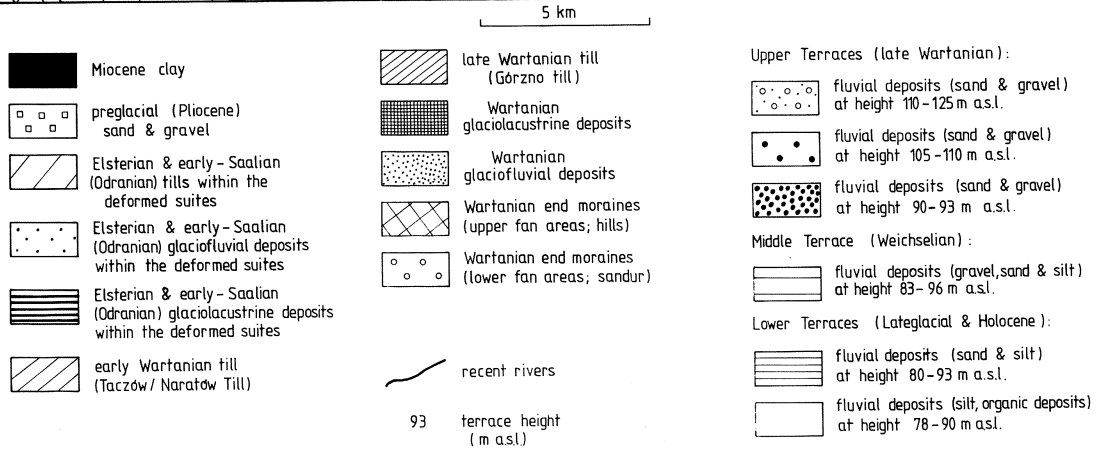 5 km
Miocene clay
preglacial (Pliocene)
sand & gravel
Elsterian & early-Saalian
(Odranian) tills within the
deformed suites
Elsterian & early-Saalian
(Odranian) glaciofluvial deposits
within the deformed suites
Elsterian & early-Saalian
(Odranian) glaciolacustrine deposits
within the deformed suites
early Wartanian till
(Taczów/Naratów Till)
late Wartanian till
(Górzno till)
Wartanian
glaciolacustrine deposits
Wartanian
glaciofluvial deposits
Wartanian end moraines
(upper fan areas; hills)
Wartanian end moraines
(lower fan areas; sandur)
recent rivers
93 terrace height
(m a.s.l.)
Upper Terraces (late Wartanian):
fluvial deposits (sand & gravel)
at height 110-125 m a.s.l.
fluvial deposits (sand & gravel)
at height 105-110 m a.s.l.
fluvial deposits (sand & gravel)
at height 90-93 m a.s.l.
Middle Terrace (Weichselian):
fluvial deposits (gravel, sand & silt)
at height 83-96 m a.s.l.
Lower Terraces (Lateglacial & Holocene):
fluvial deposits (sand & silt)
at height 80-93 m a.s.l.
fluvial deposits (silt, organic deposits)
at height 78-90 m a.s.l.